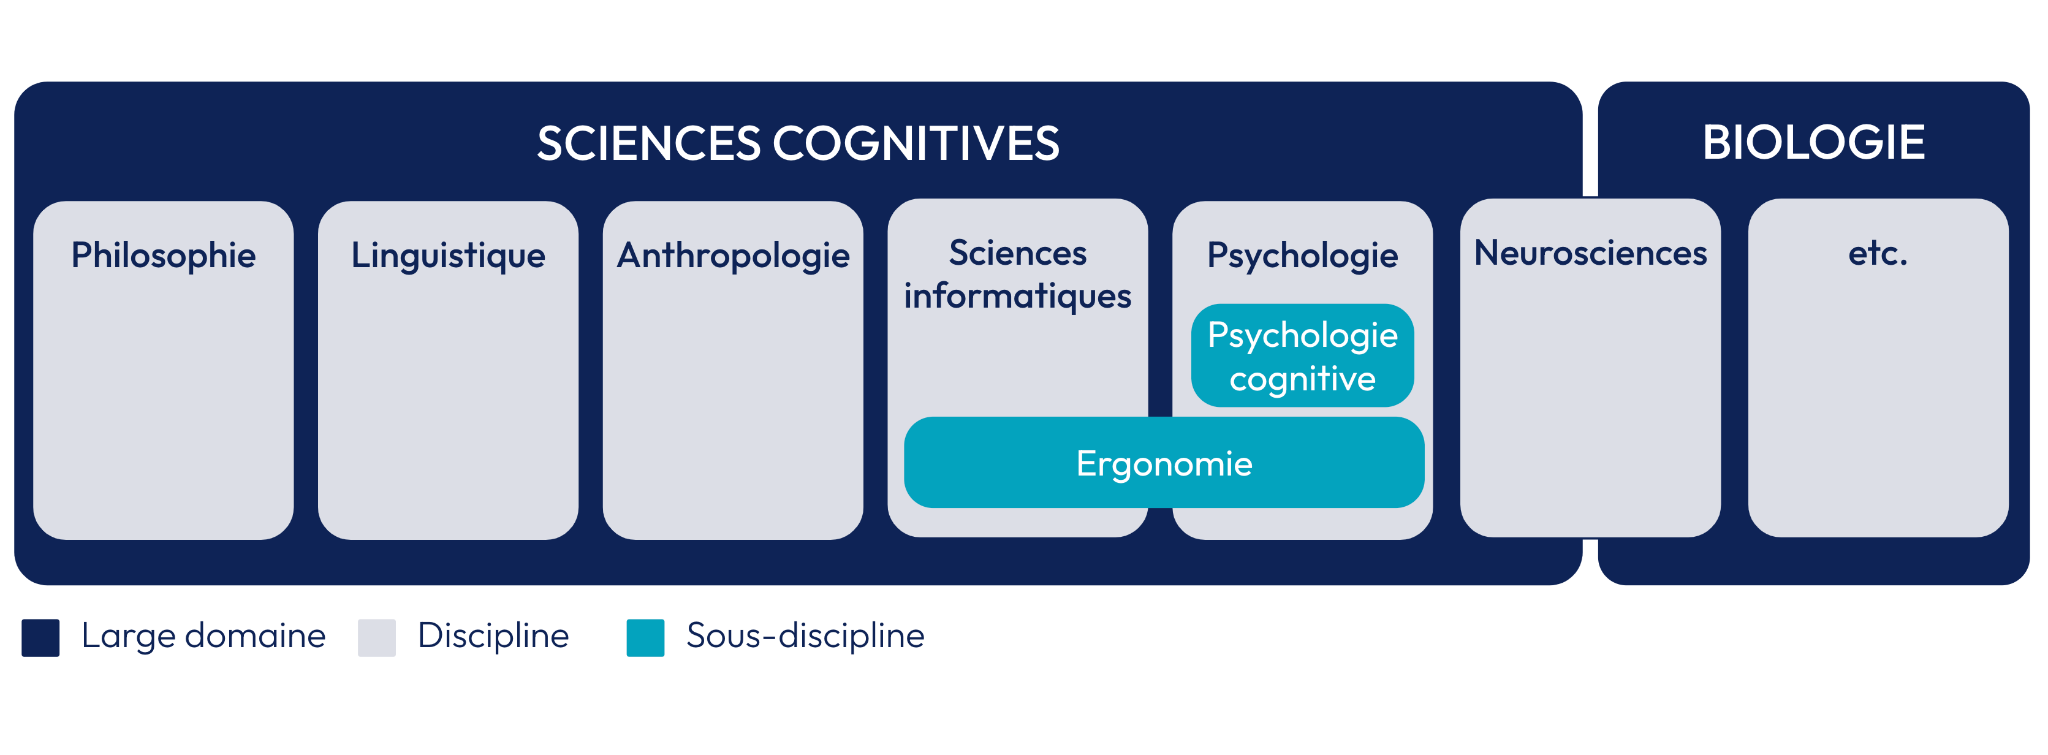 SCIENCES COGNITIVES
BIOLOGIE
Philosophie
Linguistique
Anthropologie
Sciences
informatiques
Psychologie
Psychologie
cognitive
Ergonomie
Neurosciences
etc.
Large domaine
Discipline
Sous-discipline